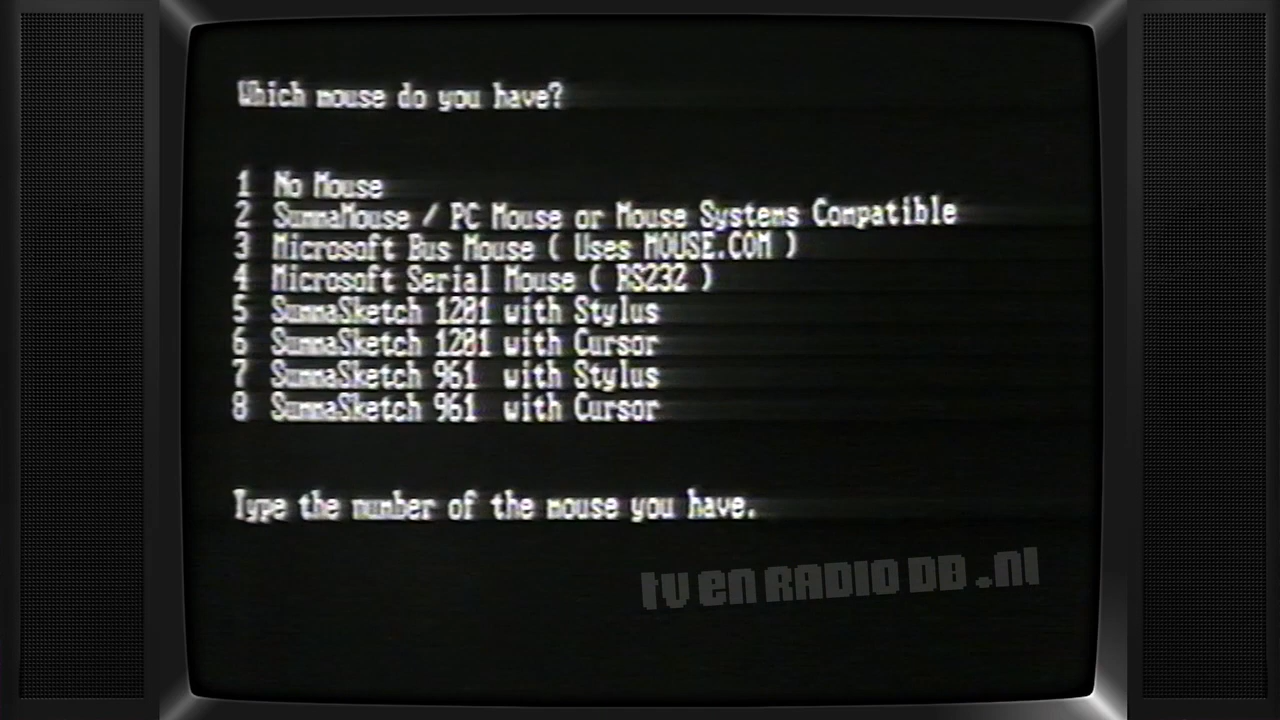 Which mouse do you have?
1 No Mouse
2 SummaMouse / PC Mouse or Mouse Systems Compatible
3 Microsoft Bus Mouse ( Uses MOUSE.COM )
4 Microsoft Serial Mouse ( RS232 )
5 SummaSketch 1201 with Stylus
6 SummaSketch 1201 with Cursor
7 SummaSketch 961 with Stylus
8 SummaSketch 961 with Cursor
Type the number of the mouse you have.
tv en RADIO DB .nl